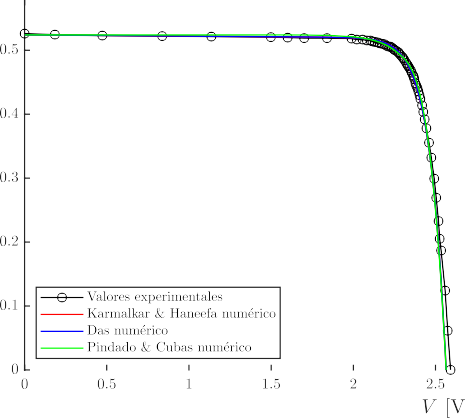 0.5
0.4
0.3
0.2
0.1
0
Valores experimentales
Karmalkar & Haneefa numérico
Das numérico
Pindado & Cubas numérico
0 0.5 1 1.5 2 2.5
V [V